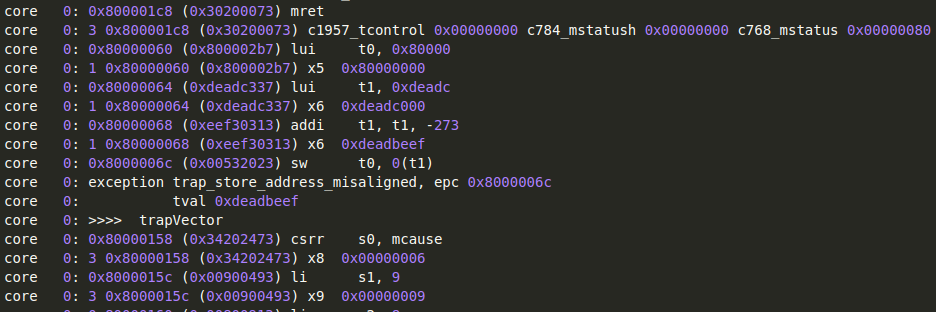 core   0: 0x800001c8 (0x30200073) mret
core   0: 3 0x800001c8 (0x30200073) c1957_tcontrol 0x00000000 c784_mstatush 0x00000000 c768_mstatus 0x00000080
core   0: 0x80000060 (0x800002b7) lui     t0, 0x80000
core   0: 1 0x80000060 (0x800002b7) x5  0x80000000
core   0: 0x80000064 (0xdeadc337) lui     t1, 0xdeadc
core   0: 1 0x80000064 (0xdeadc337) x6  0xdeadc000
core   0: 0x80000068 (0xeef30313) addi    t1, t1, -273
core   0: 1 0x80000068 (0xeef30313) x6  0xdeadbeef
core   0: 0x8000006c (0x00532023) sw      t0, 0(t1)
core   0: exception trap_store_address_misaligned, epc 0x8000006c
core   0:           tval 0xdeadbeef
core   0: >>>>  trapVector
core   0: 0x80000158 (0x34202473) csrr    s0, mcause
core   0: 3 0x80000158 (0x34202473) x8  0x00000006
core   0: 0x8000015c (0x00900493) li      s1, 9
core   0: 3 0x8000015c (0x00900493) x9  0x00000009